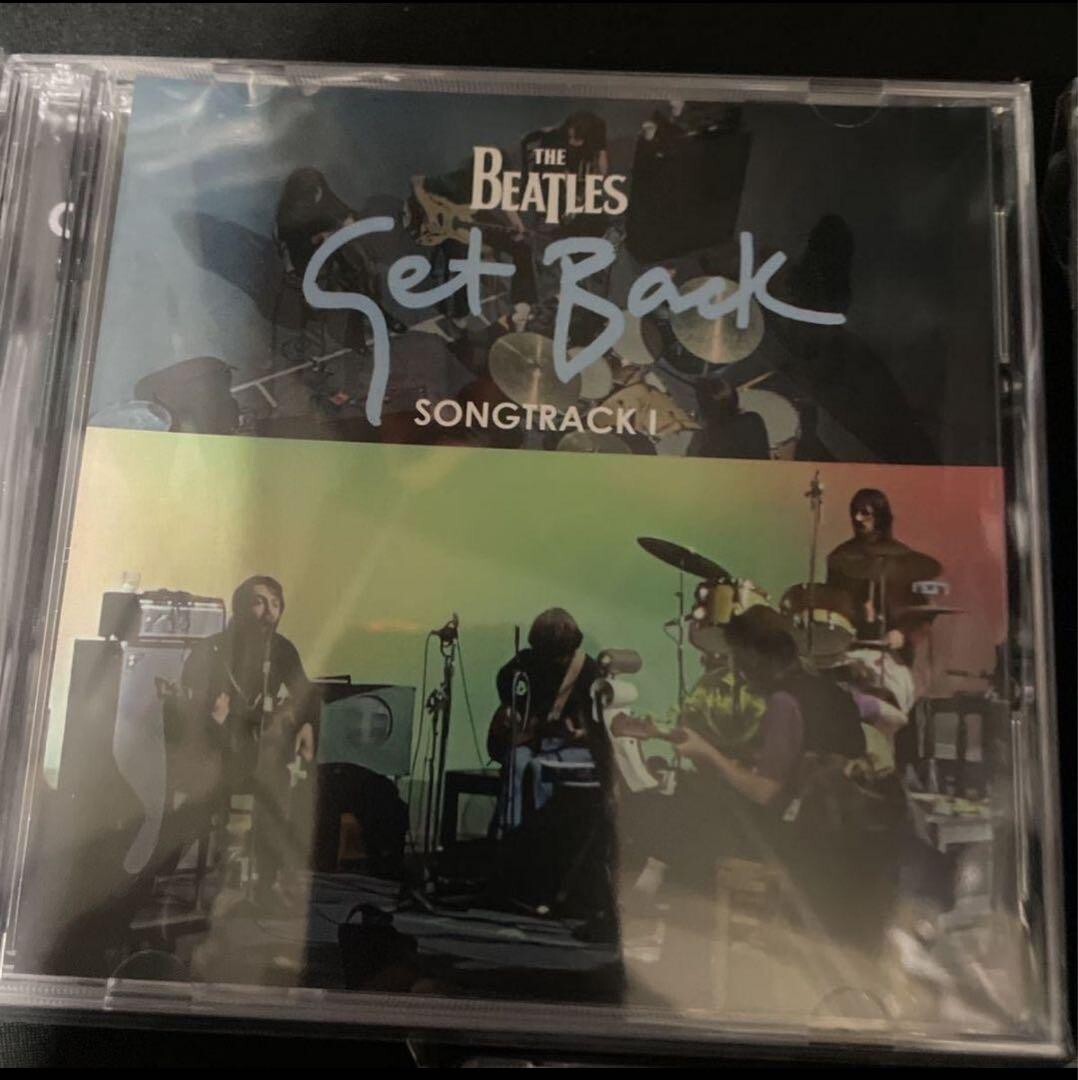 THE
BEATLES
Get Back
SONGTRACK I